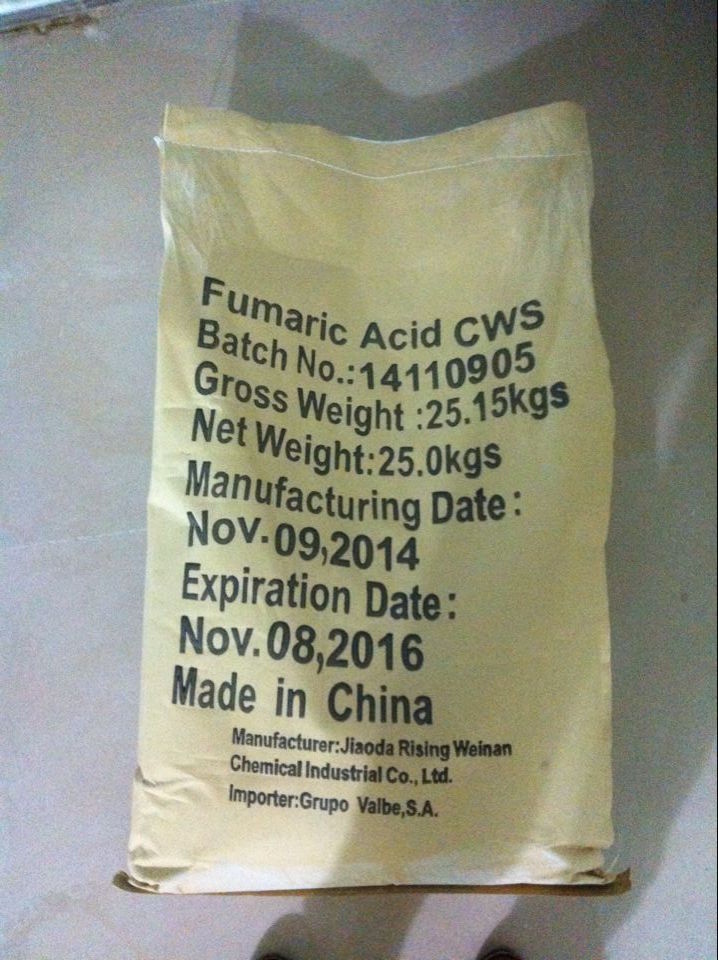 Fumaric Acid CWS
Batch No.:14110905
Gross Weight :25.15kgs
Net Weight:25.0kgs
Manufacturing Date:
Nov.09,2014
Expiration Date:
Nov.08,2016
Made in China
Manufacturer:Jiaoda Rising Weinan
Chemical Industrial Co., Ltd.
Importer:Grupo Valbe,S.A.